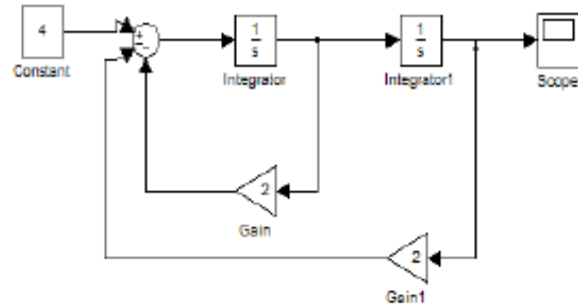 4
Constant
+
−
−
1
s
Integrator
1
s
Integrator1
Scope
2
Gain
2
Gain1